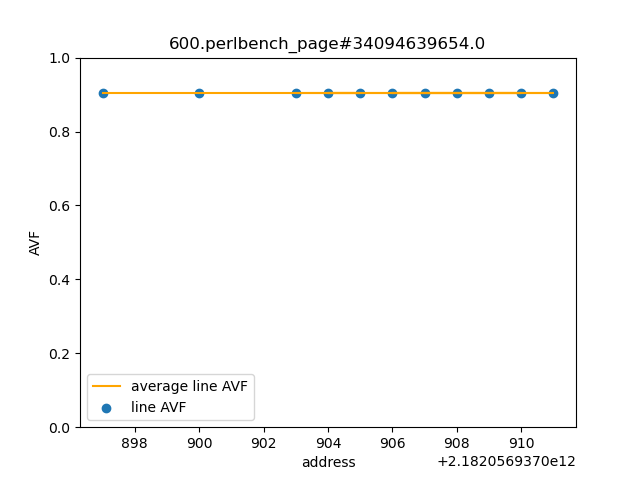 600.perlbench_page#34094639654.0
1.0
0.8
0.6
0.4
0.2
0.0
AVF
average line AVF
line AVF
898 900 902 904 906 908 910
address
+2.1820569370e12